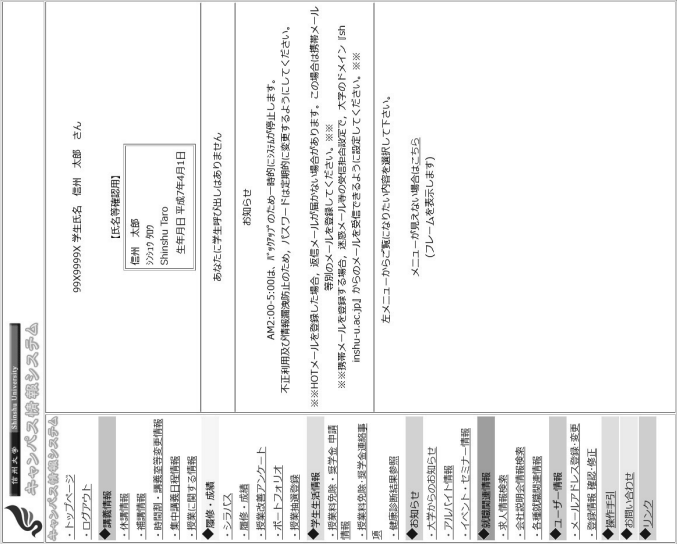 信州大学 Shinshu University
キャンパス情報システム
キャンパス情報システム
・トップページ
・ログアウト
◆講義情報
・休講情報
・補講情報
・時間割・講義室等変更情報
・集中講義日程情報
・授業に関する情報
◆履修・成績
・シラバス
・履修・成績
・授業改善アンケート
・ポートフォリオ
・授業抽選登録
◆学生生活情報
・授業料免除・奨学金 申請
情報
・授業料免除・奨学金連絡事
項
・健康診断結果参照
◆お知らせ
・大学からのお知らせ
・アルバイト情報
・イベント・セミナー情報
◆就職関連情報
・求人情報検索
・会社説明会情報検索
・各種就職関連情報
◆ユーザー情報
・メールアドレス登録・変更
・登録情報 確認・修正
◆操作手引
◆お問い合わせ
◆リンク
99X9999X 学生氏名 信州 太郎 さん
【氏名等確認用】
信州 太郎
ｼﾝｼｭｳ ﾀﾛｳ
Shinshu Taro
生年月日 平成7年4月1日
あなたに学生呼び出しはありません
お知らせ
AM2:00-5:00は、ﾊﾞｯｸｱｯﾌﾟのため一時的にｼｽﾃﾑが停止します。
不正利用及び情報漏洩防止のため，パスワードは定期的に変更するようにしてください。
※※HOTメールを登録した場合，返信メールが届かない場合があります。この場合は携帯メール
等別のメールを登録してください。※※
※※携帯メールを登録する場合，迷惑メール等の受信拒否設定で，大学のドメイン『sh
inshu-u.ac.jp』からのメールを受信できるように設定してください。※※
左メニューからご覧になりたい内容を選択して下さい。
メニューが見えない場合はこちら
(フレームを表示します)